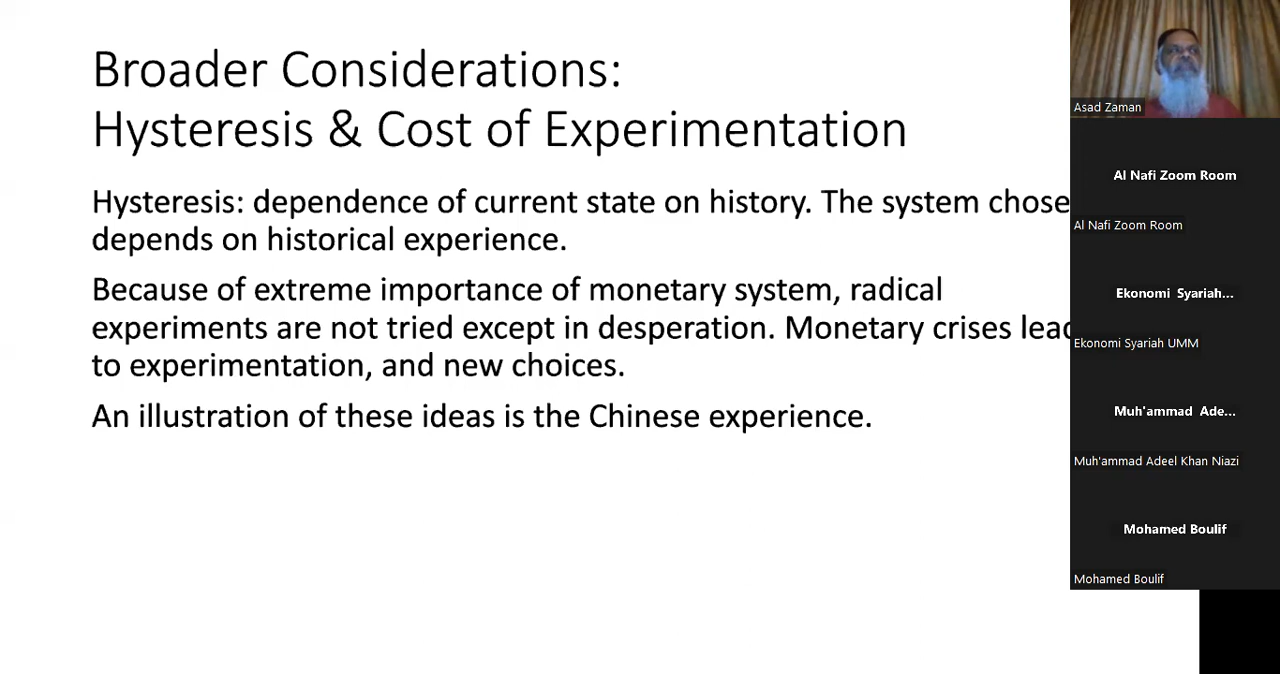 Broader Considerations:
Hysteresis & Cost of Experimentation
Hysteresis: dependence of current state on history. The system chose
depends on historical experience.
Because of extreme importance of monetary system, radical
experiments are not tried except in desperation. Monetary crises lead
to experimentation, and new choices.
An illustration of these ideas is the Chinese experience.
Asad Zaman
Al Nafi Zoom Room
Al Nafi Zoom Room
Ekonomi Syariah...
Ekonomi Syariah UMM
Muh'ammad Ade...
Muh'ammad Adeel Khan Niazi
Mohamed Boulif
Mohamed Boulif